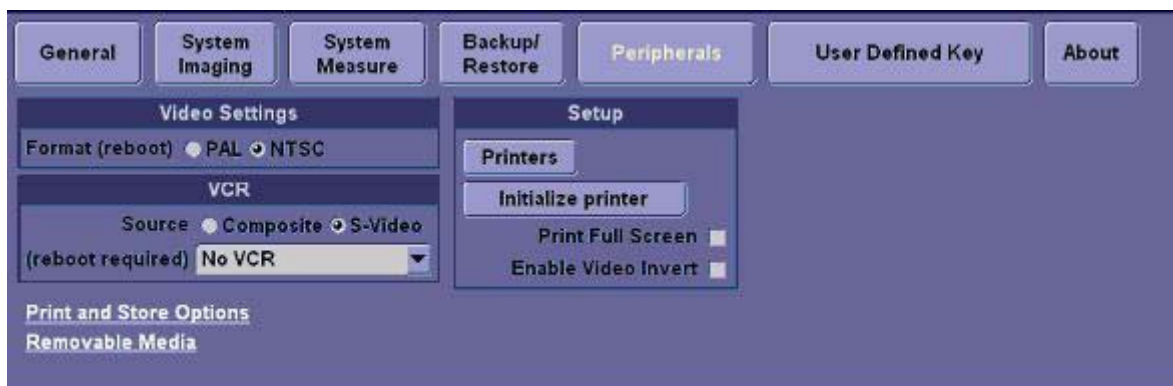 General
System
Imaging
System
Measure
Backup/
Restore
Peripherals
User Defined Key
About
Video Settings
Format (reboot) PAL NTSC
VCR
Source Composite S-Video
(reboot required) No VCR
Setup
Printers
Initialize printer
Print Full Screen
Enable Video Invert
Print and Store Options
Removable Media